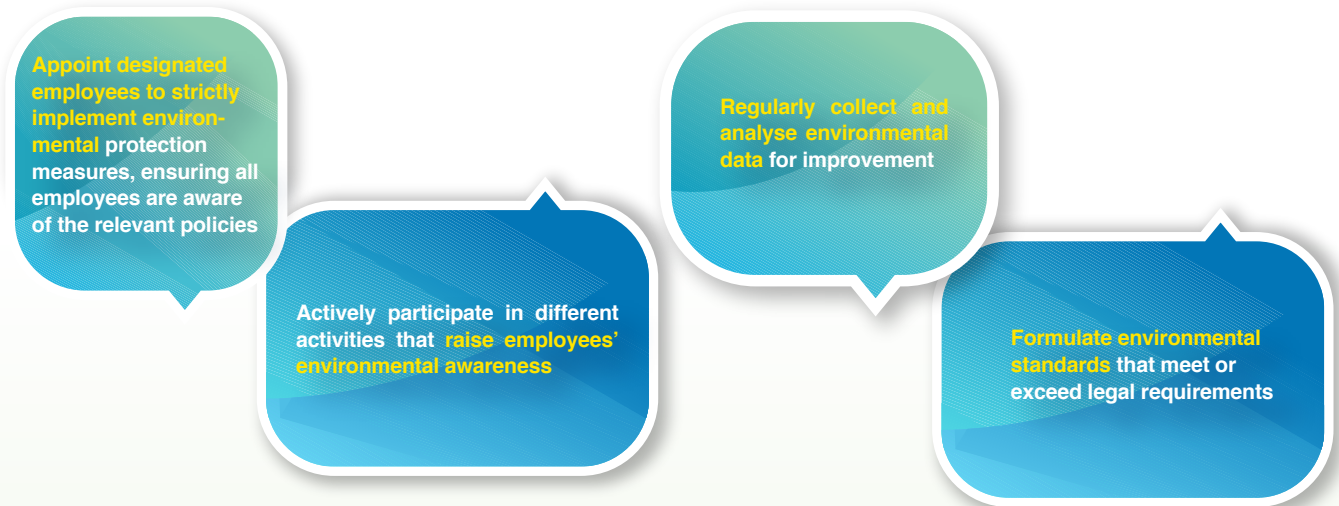 Appoint designated
employees to strictly
implement environ-
mental protection
measures, ensuring all
employees are aware
of the relevant policies
Actively participate in different
activities that raise employees’
environmental awareness
Regularly collect and
analyse environmental
data for improvement
Formulate environmental
standards that meet or
exceed legal requirements